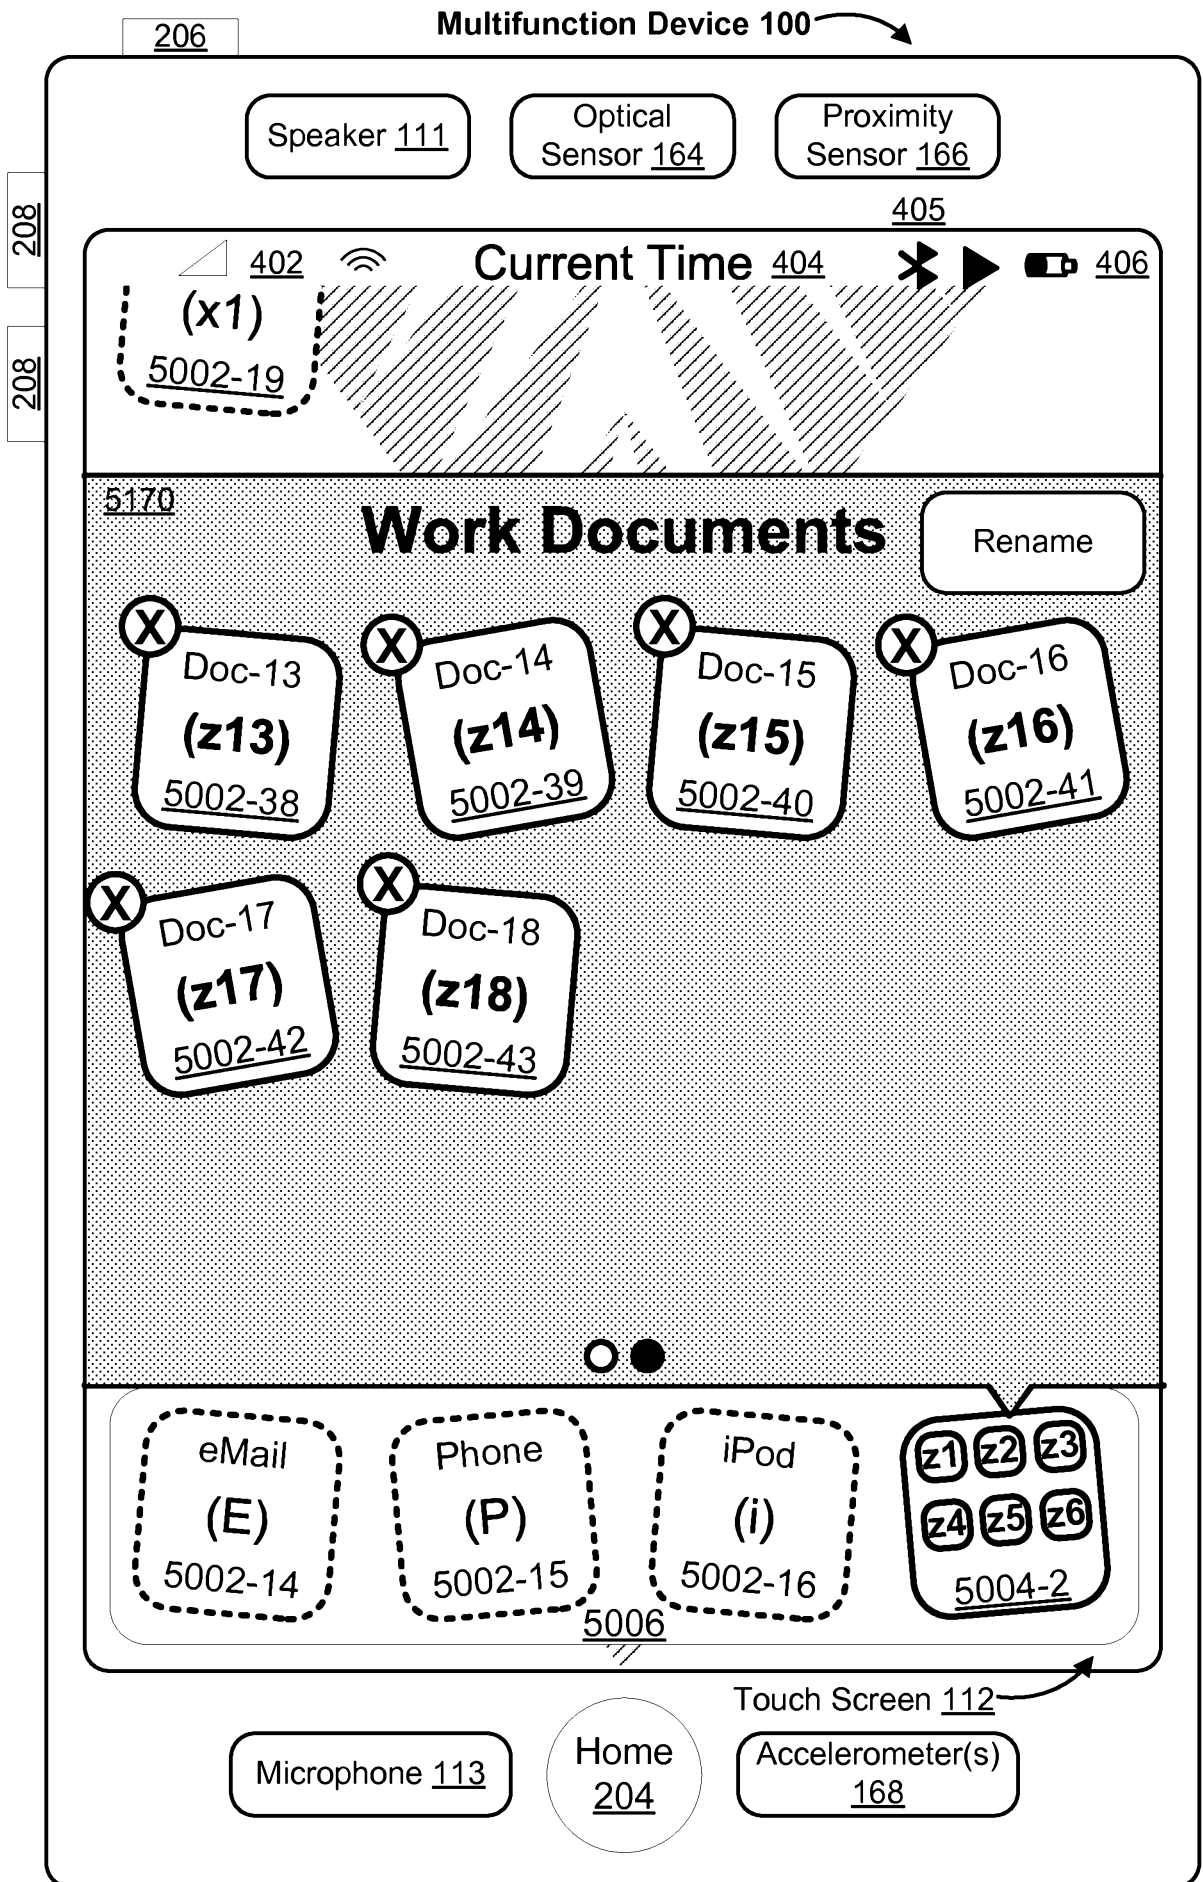 Multifunction Device 100
206
Speaker 111
Optical
Sensor 164
Proximity
Sensor 166
208
208
405
402
Current Time 404
406
(x1)
5002-19
5170
Work Documents
Rename
X
Doc-13
(z13)
5002-38
X
Doc-14
(z14)
5002-39
X
Doc-15
(z15)
5002-40
X
Doc-16
(z16)
5002-41
X
Doc-17
(z17)
5002-42
X
Doc-18
(z18)
5002-43
eMail
(E)
5002-14
Phone
(P)
5002-15
iPod
(i)
5002-16
z1 z2 z3
z4 z5 z6
5004-2
5006
Touch Screen 112
Microphone 113
Home
204
Accelerometer(s)
168